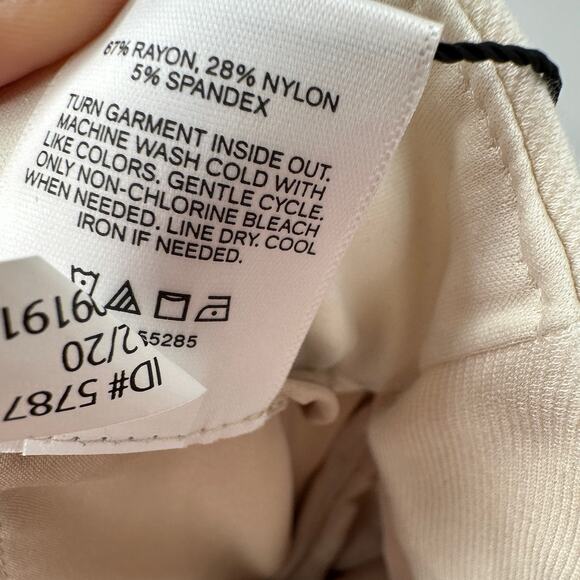 67% RAYON, 28% NYLON
5% SPANDEX
TURN GARMENT INSIDE OUT.
MACHINE WASH COLD WITH
LIKE COLORS. GENTLE CYCLE.
ONLY NON-CHLORINE BLEACH
WHEN NEEDED. LINE DRY. COOL
IRON IF NEEDED.
55285
9191
2/20
ID# 5787